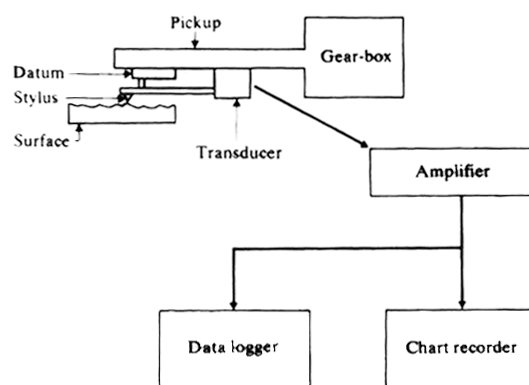 Pickup
Gear-box
Datum
Stylus
Surface
Transducer
Amplifier
Data logger
Chart recorder